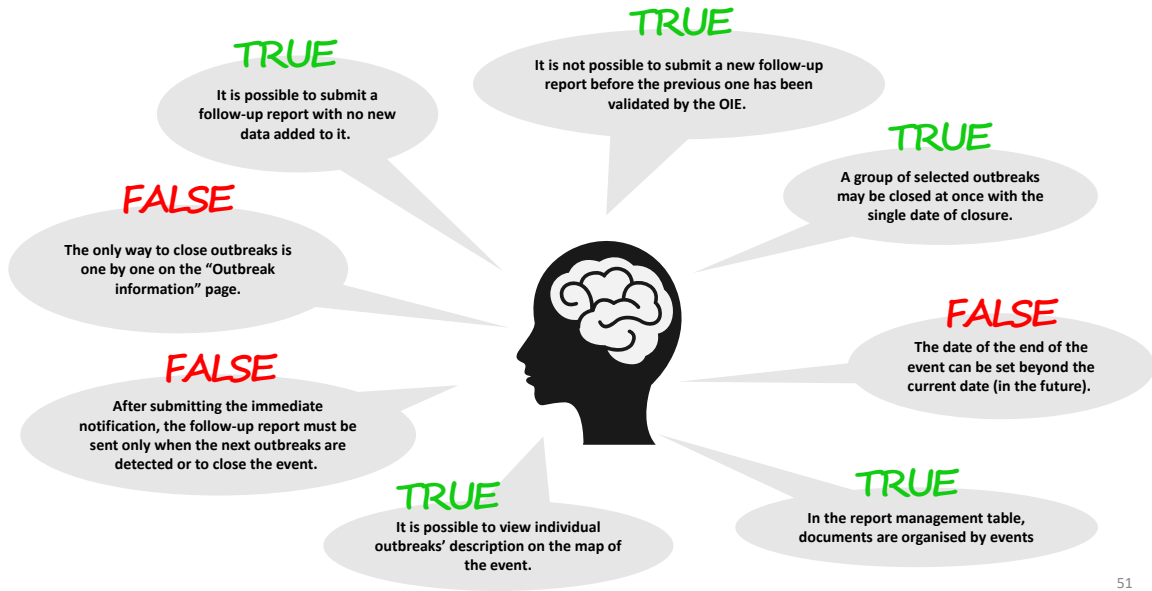 TRUE
It is possible to submit a
follow-up report with no new
data added to it.
TRUE
It is not possible to submit a new follow-up
report before the previous one has been
validated by the OIE.
TRUE
A group of selected outbreaks
may be closed at once with the
single date of closure.
FALSE
The only way to close outbreaks is
one by one on the “Outbreak
information” page.
FALSE
The date of the end of the
event can be set beyond the
current date (in the future).
FALSE
After submitting the immediate
notification, the follow-up report must be
sent only when the next outbreaks are
detected or to close the event.
TRUE
It is possible to view individual
outbreaks’ description on the map of
the event.
TRUE
In the report management table,
documents are organised by events
51